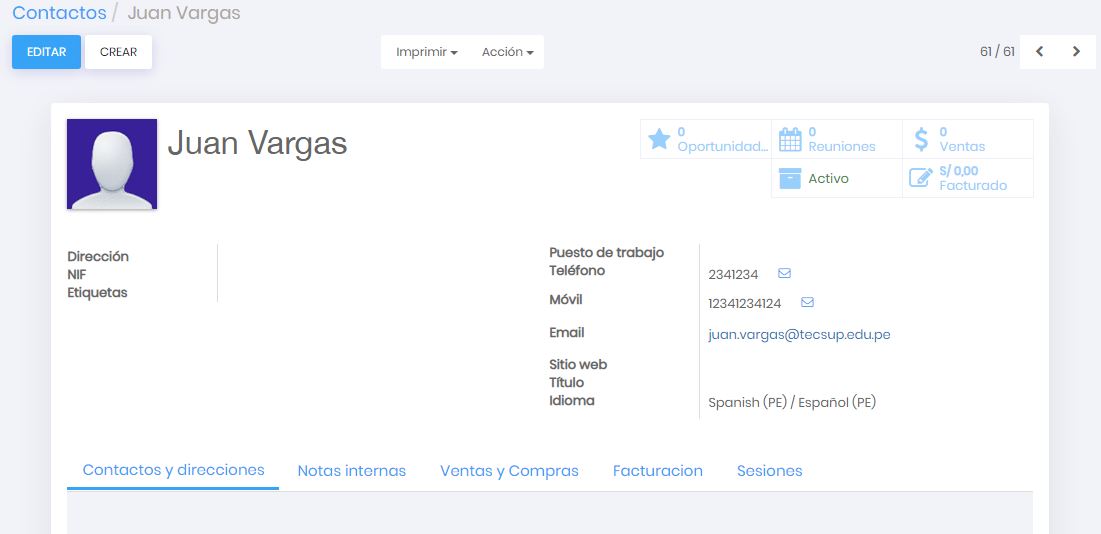 Contactos / Juan Vargas
EDITAR CREAR Imprimir Acción 61 / 61
Juan Vargas
0
Oportunidad...
0
Reuniones
0
Ventas
Activo
S/ 0,00
Facturado
Dirección
NIF
Etiquetas
Puesto de trabajo
Teléfono 2341234
Móvil 12341234124
Email juan.vargas@tecsup.edu.pe
Sitio web
Título
Idioma Spanish (PE) / Español (PE)
Contactos y direcciones Notas internas Ventas y Compras Facturacion Sesiones